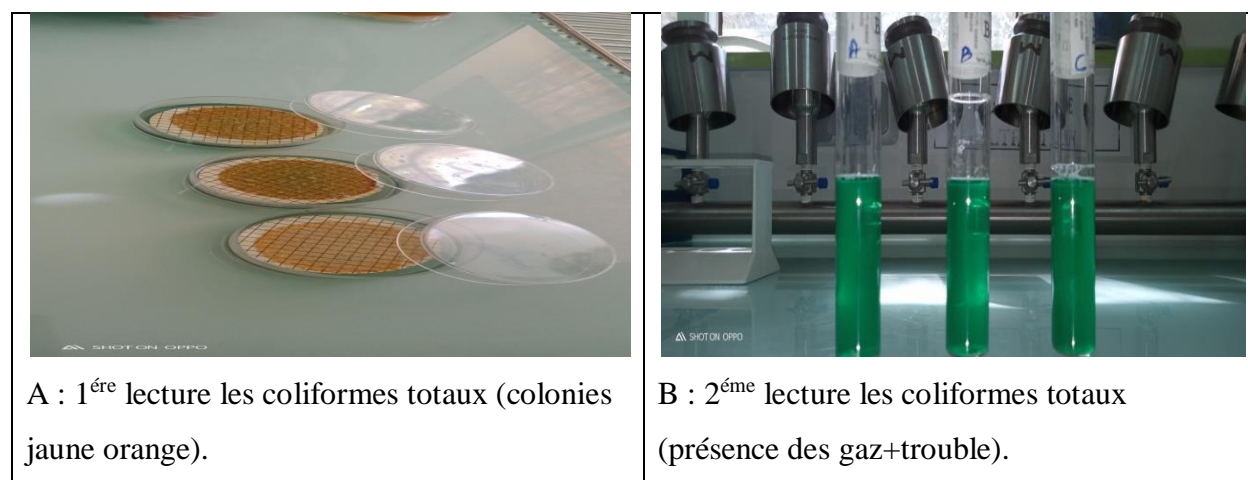 SHOT ON OPPO
A
B
C
SHOT ON OPPO
A : 1ére lecture les coliformes totaux (colonies
jaune orange).
B : 2éme lecture les coliformes totaux
(présence des gaz+trouble).